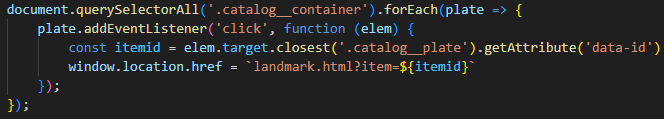 document.querySelectorAll('.catalog__container').forEach(plate => {
plate.addEventListener('click', function (elem) {
const itemid = elem.target.closest('.catalog__plate').getAttribute('data-id')
window.location.href = `landmark.html?item=${itemid}`
});
});